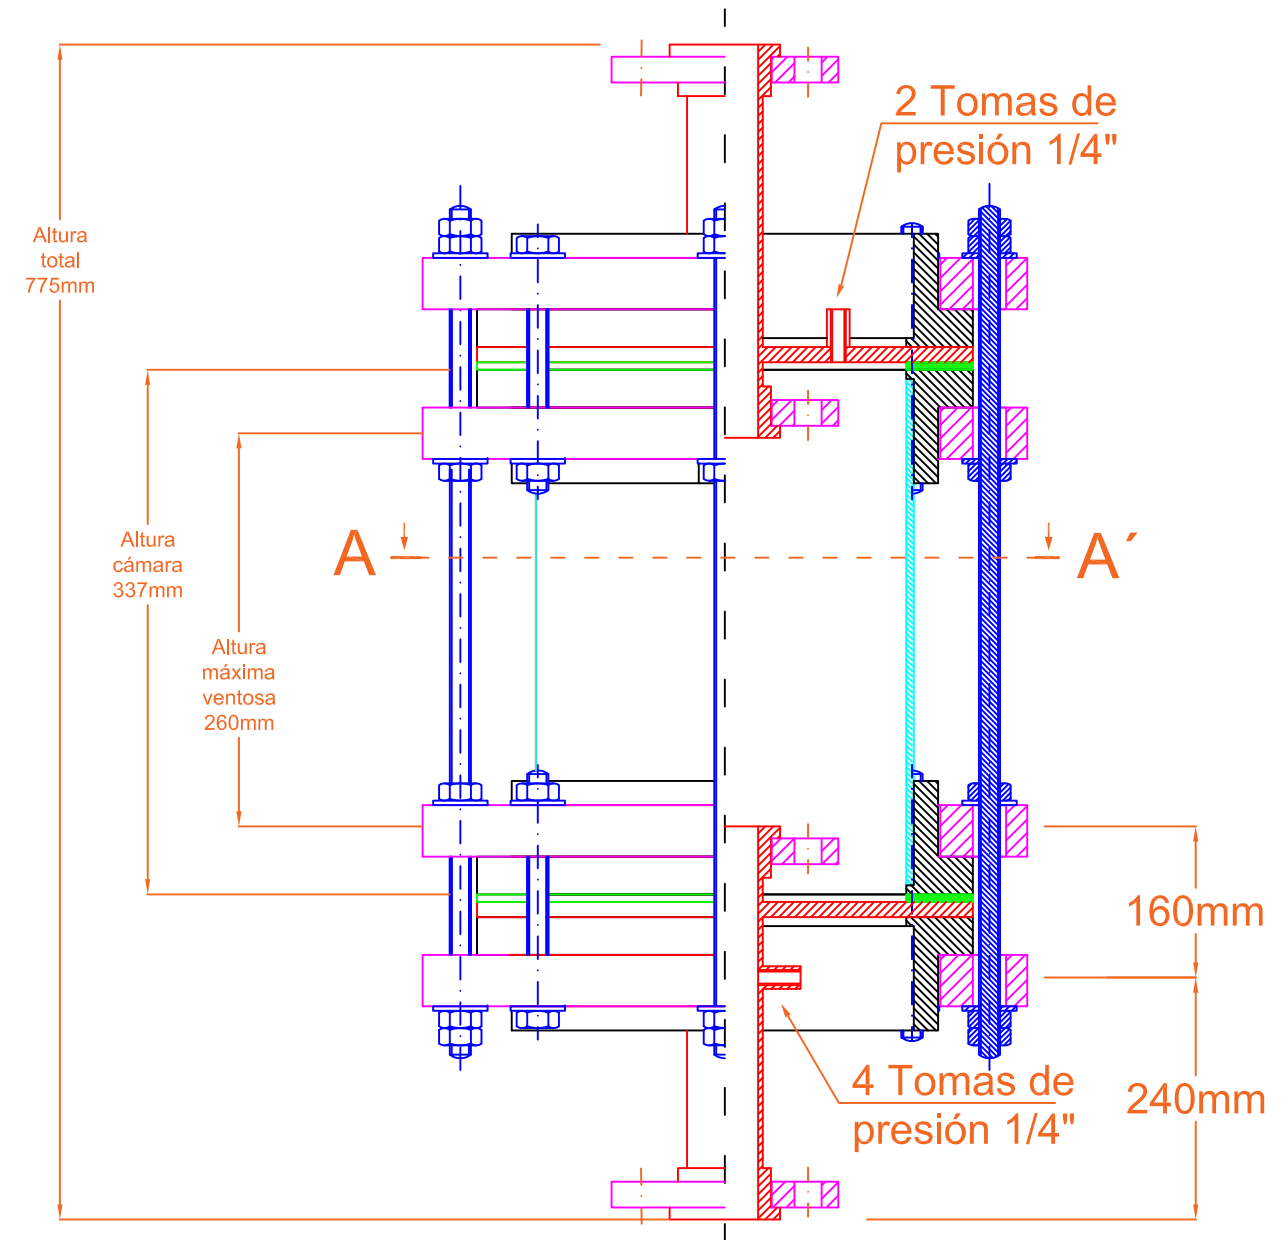 2 Tomas de
presión 1/4"
Altura
total
775mm
A
A´
Altura
cámara
337mm
Altura
máxima
ventosa
260mm
160mm
4 Tomas de
presión 1/4"
240mm